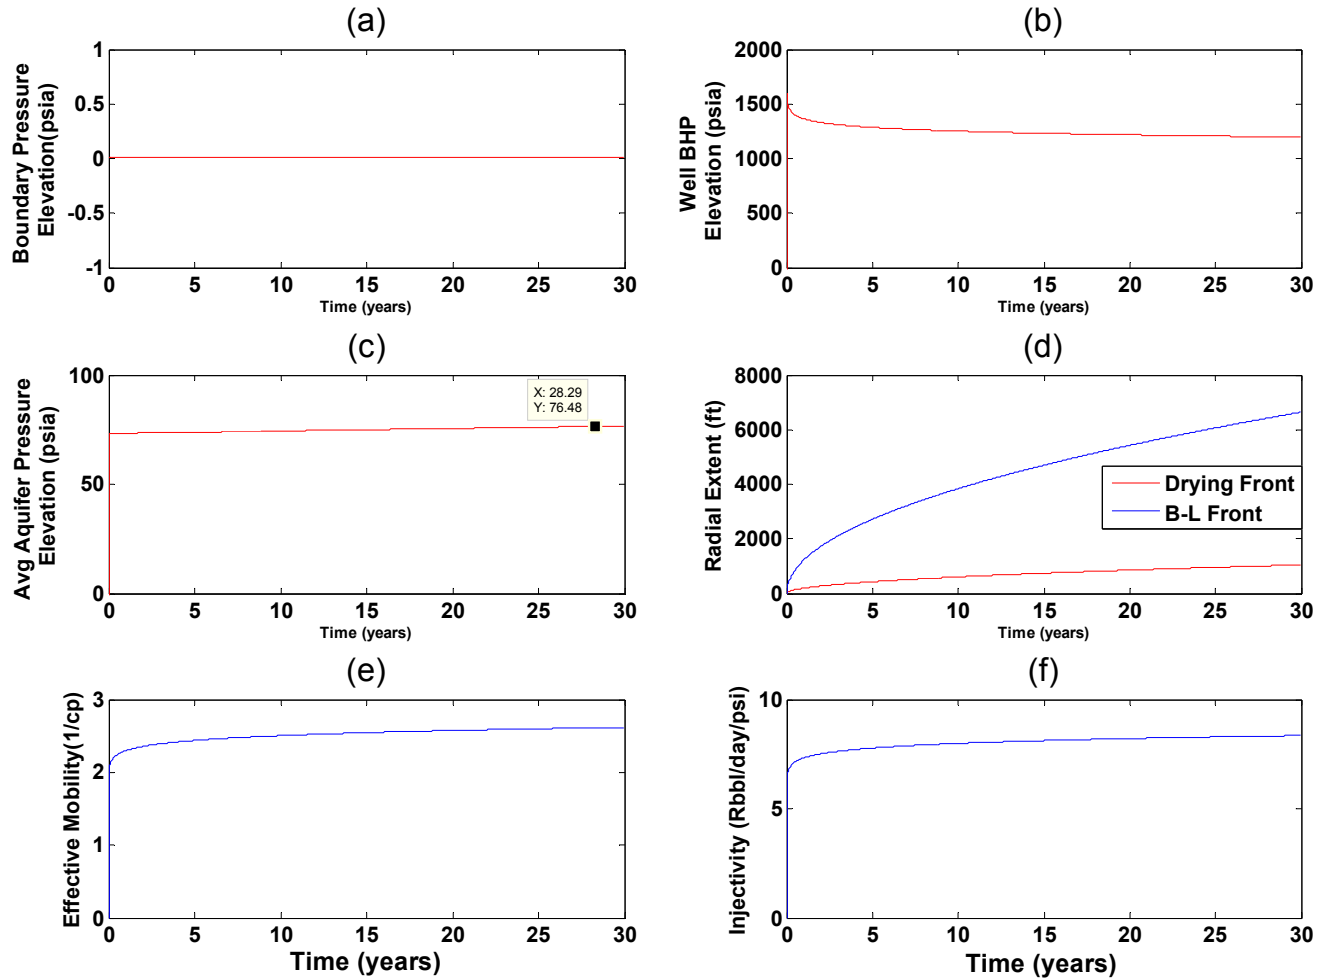 (a)
1
0.5
0
-0.5
-1
Boundary Pressure
Elevation(psia)
0 5 10 15 20 25 30
Time (years)
(b)
2000
1500
1000
500
0
Well BHP
Elevation (psia)
0 5 10 15 20 25 30
Time (years)
(c)
100
50
0
Avg Aquifer Pressure
Elevation (psia)
X: 28.29
Y: 76.48
0 5 10 15 20 25 30
Time (years)
(d)
8000
6000
4000
2000
0
Radial Extent (ft)
Drying Front
B-L Front
0 5 10 15 20 25 30
Time (years)
(e)
3
2
1
0
Effective Mobility(1/cp)
0 5 10 15 20 25 30
Time (years)
(f)
10
5
0
Injectivity (Rbbl/day/psi)
0 5 10 15 20 25 30
Time (years)